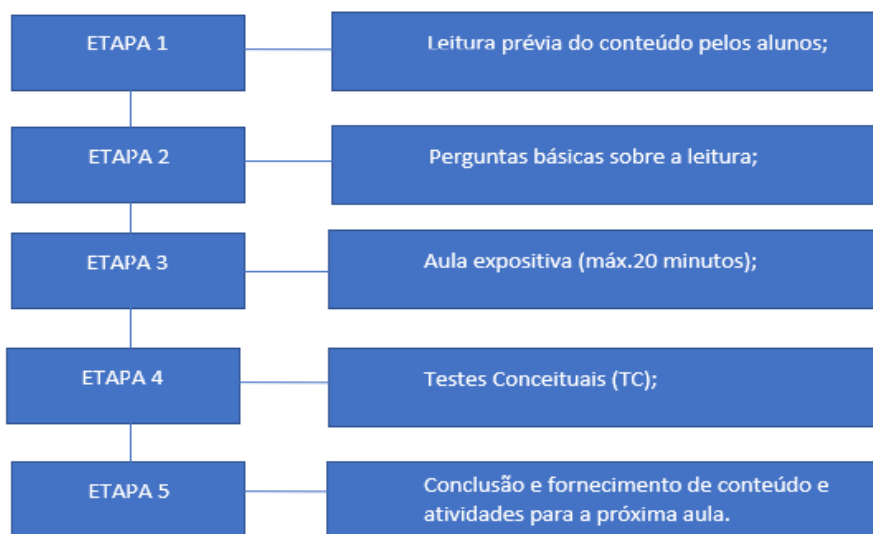 ETAPA 1
Leitura prévia do conteúdo pelos alunos;
ETAPA 2
Perguntas básicas sobre a leitura;
ETAPA 3
Aula expositiva (máx.20 minutos);
ETAPA 4
Testes Conceituais (TC);
ETAPA 5
Conclusão e fornecimento de conteúdo e
atividades para a próxima aula.